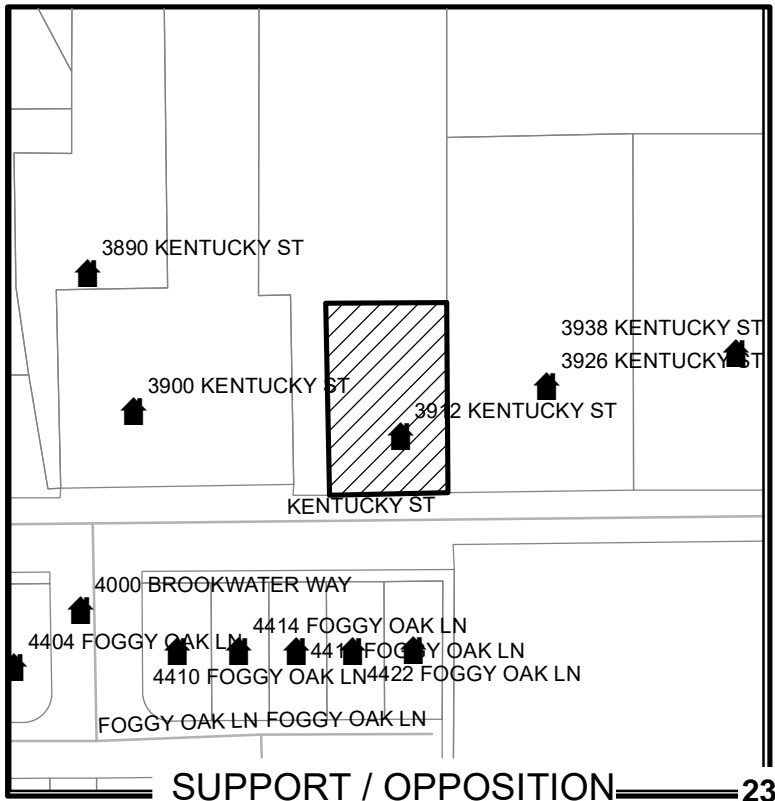 3890 KENTUCKY ST
3938 KENTUCKY ST
3926 KENTUCKY ST
3900 KENTUCKY ST
3912 KENTUCKY ST
KENTUCKY ST
4000 BROOKWATER WAY
4414 FOGGY OAK LN
4404 FOGGY OAK LN
FOGGY OAK LN
4410 FOGGY OAK LN
4422 FOGGY OAK LN
FOGGY OAK LN FOGGY OAK LN
SUPPORT / OPPOSITION
23